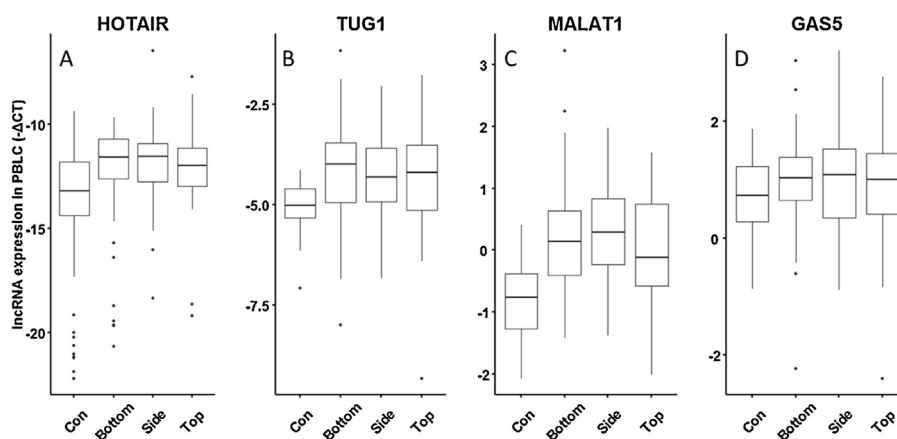 HOTAIR
TUG1
MALAT1
GAS5
A
B
C
D
lncRNA expression in PBLC (-ΔCT)
-10
-15
-20
-2.5
-5.0
-7.5
3
2
1
0
-1
-2
2
0
-2
Con
Bottom
Side
Top
Con
Bottom
Side
Top
Con
Bottom
Side
Top
Con
Bottom
Side
Top